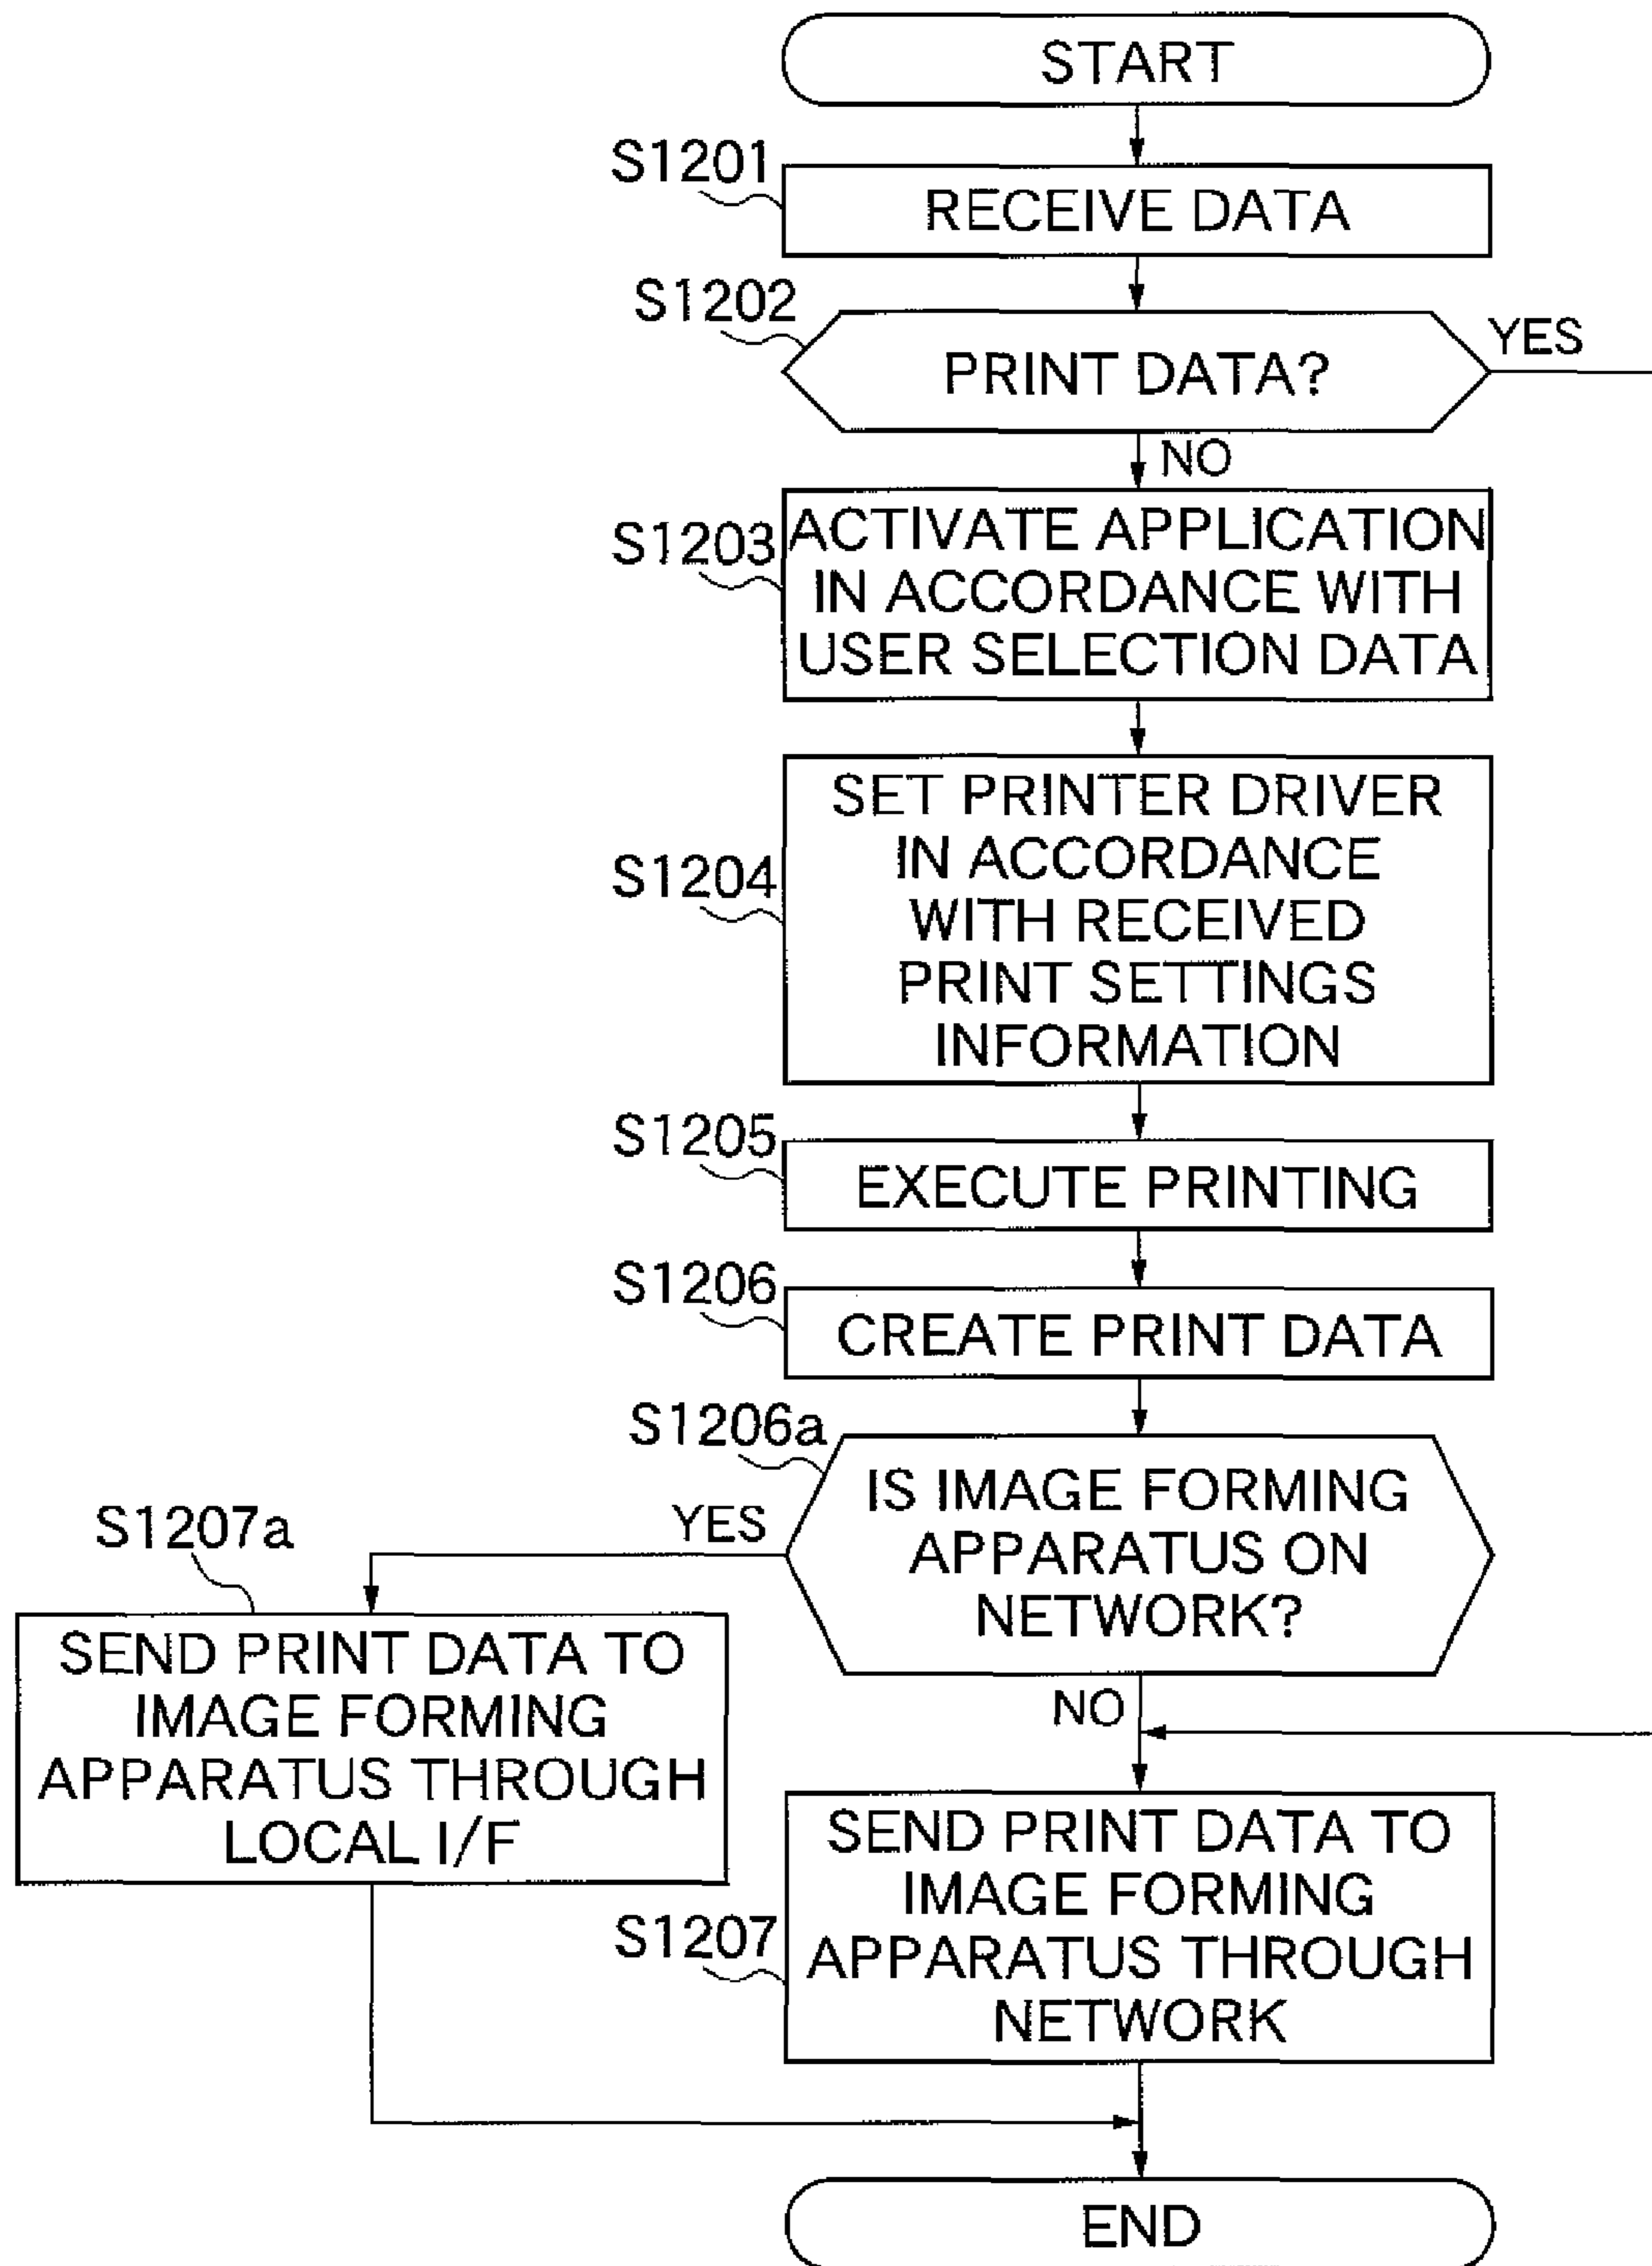 START
S1201
RECEIVE DATA
S1202
PRINT DATA?
YES
NO
S1203
ACTIVATE APPLICATION
IN ACCORDANCE WITH
USER SELECTION DATA
S1204
SET PRINTER DRIVER
IN ACCORDANCE
WITH RECEIVED
PRINT SETTINGS
INFORMATION
S1205
EXECUTE PRINTING
S1206
CREATE PRINT DATA
S1206a
IS IMAGE FORMING
APPARATUS ON
NETWORK?
YES
NO
S1207a
SEND PRINT DATA TO
IMAGE FORMING
APPARATUS THROUGH
LOCAL I/F
S1207
SEND PRINT DATA TO
IMAGE FORMING
APPARATUS THROUGH
NETWORK
END